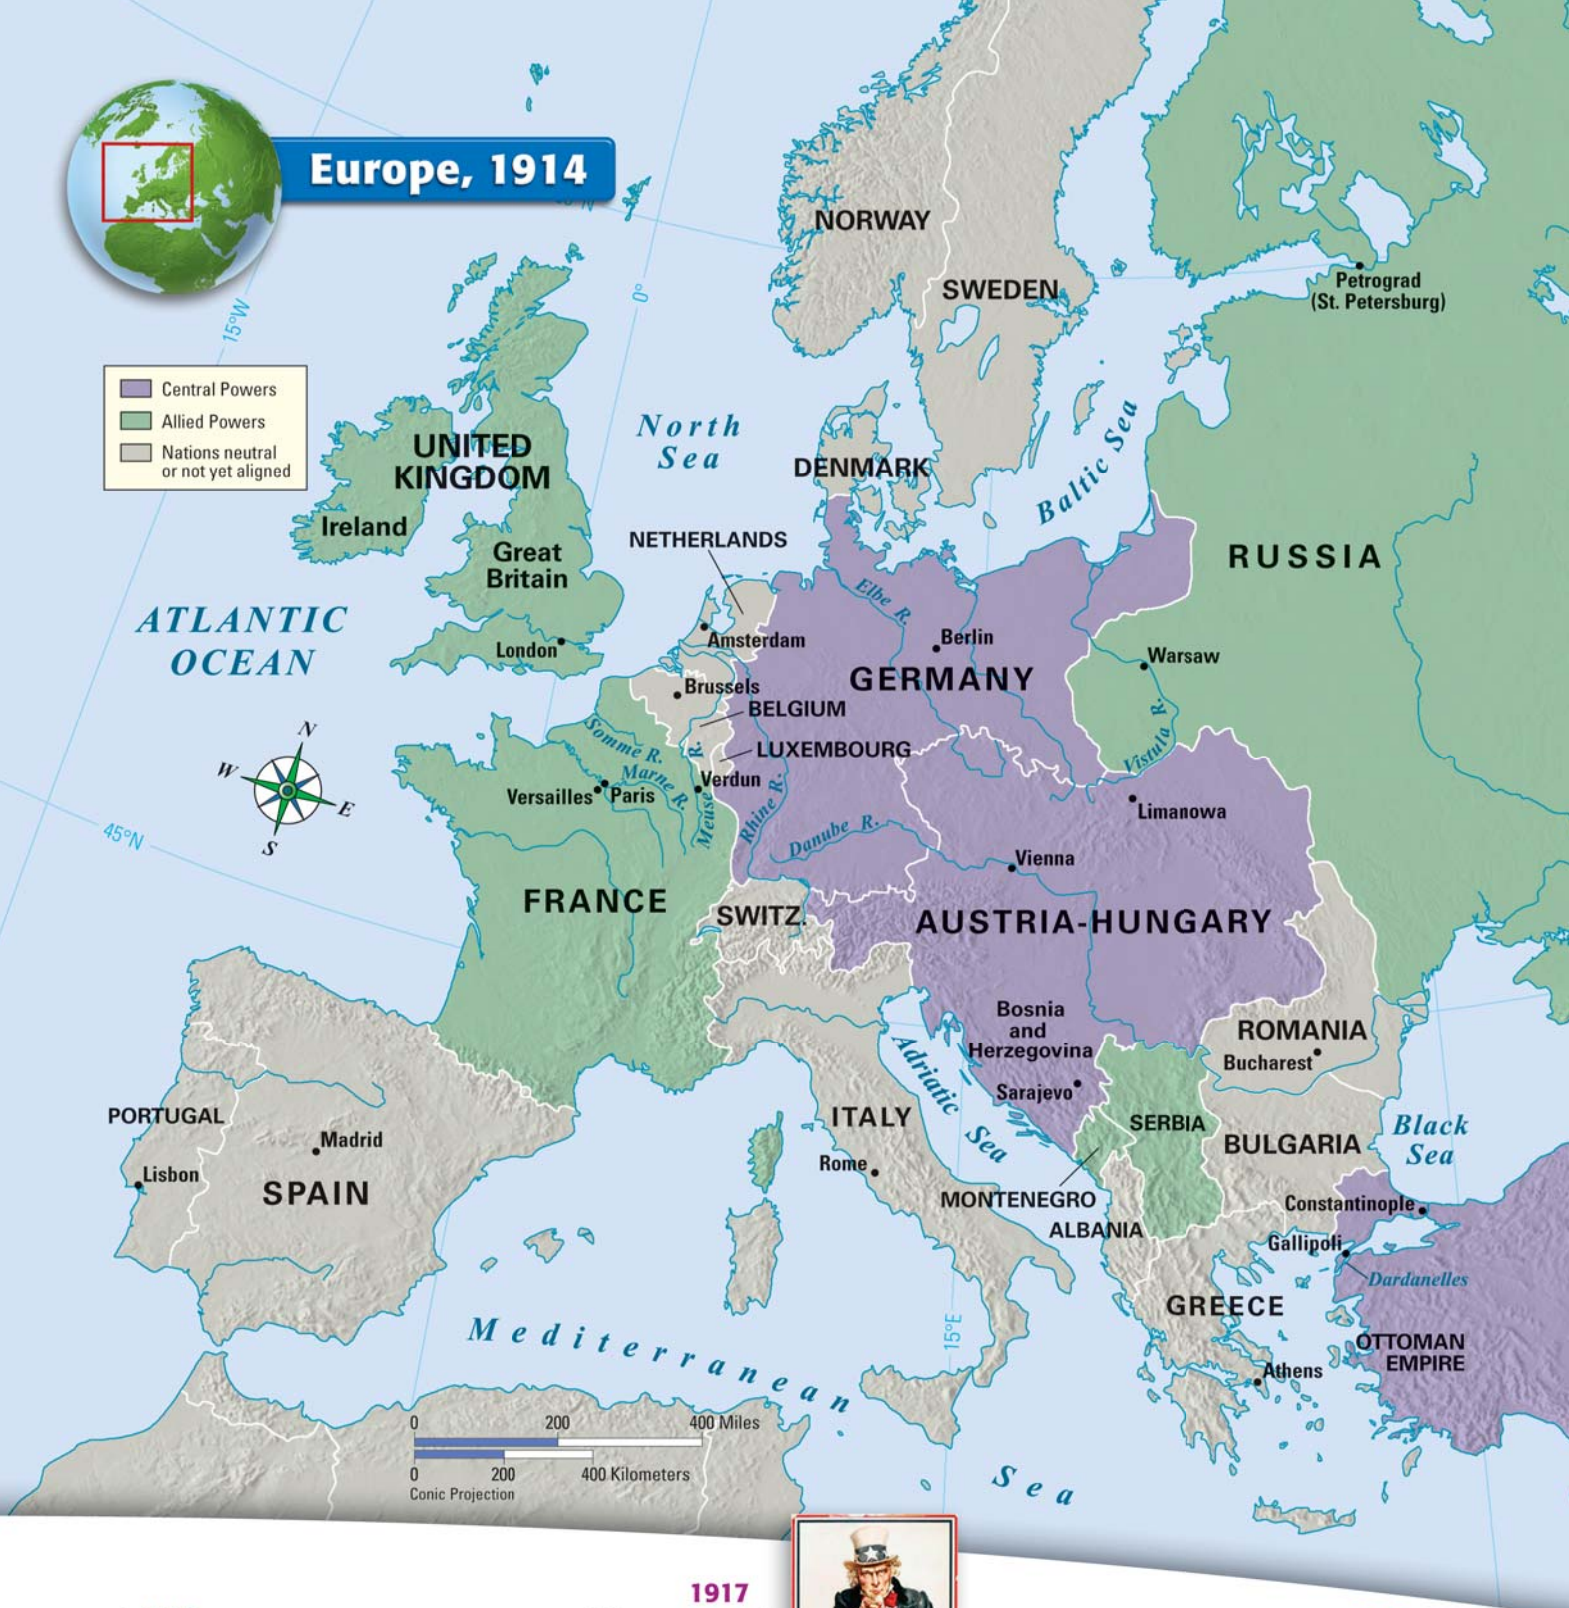 Europe, 1914
15°W
0°
NORWAY
SWEDEN
Petrograd
(St. Petersburg)
Central Powers
Allied Powers
Nations neutral
or not yet aligned
UNITED
KINGDOM
Ireland
Great
Britain
London
North
Sea
DENMARK
Baltic Sea
NETHERLANDS
Amsterdam
Elbe R.
Berlin
GERMANY
RUSSIA
Warsaw
Vistula R.
ATLANTIC
OCEAN
Brussels
BELGIUM
LUXEMBOURG
Somme R.
Marne R.
Meuse R.
Verdun
Versailles
Paris
Rhine R.
Danube R.
Limanowa
Vienna
N
W
E
S
45°N
FRANCE
SWITZ.
AUSTRIA-HUNGARY
Bosnia
and
Herzegovina
Sarajevo
ROMANIA
Bucharest
Adriatic Sea
PORTUGAL
Lisbon
Madrid
SPAIN
ITALY
Rome
SERBIA
MONTENEGRO
ALBANIA
BULGARIA
Black
Sea
Constantinople
Gallipoli
Dardanelles
GREECE
Athens
OTTOMAN
EMPIRE
Mediterranean
Sea
15°E
0 200 400 Miles
0 200 400 Kilometers
Conic Projection
1917